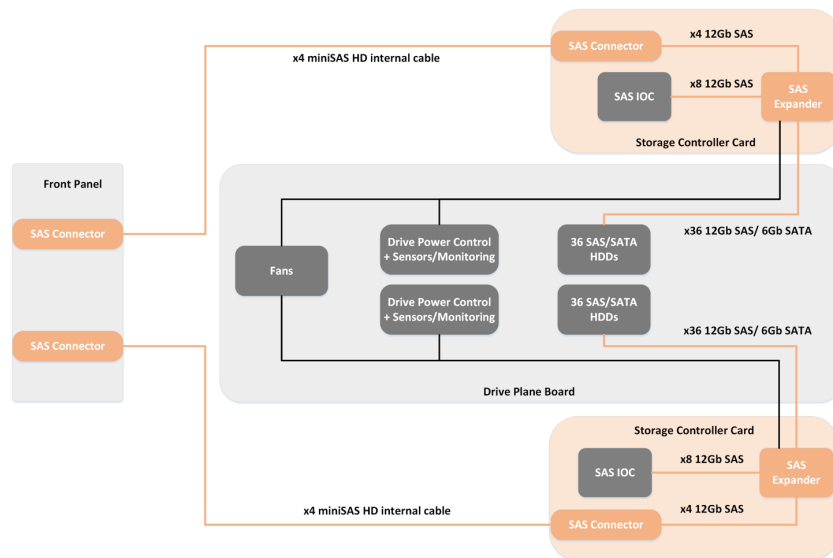 SAS Connector
x4 12Gb SAS
x4 miniSAS HD internal cable
SAS IOC
x8 12Gb SAS
SAS
Expander
Storage Controller Card
Front Panel
SAS Connector
Fans
Drive Power Control
+ Sensors/Monitoring
36 SAS/SATA
HDDs
x36 12Gb SAS/ 6Gb SATA
Drive Power Control
+ Sensors/Monitoring
36 SAS/SATA
HDDs
x36 12Gb SAS/ 6Gb SATA
SAS Connector
Drive Plane Board
Storage Controller Card
SAS IOC
x8 12Gb SAS
SAS
Expander
x4 miniSAS HD internal cable
SAS Connector
x4 12Gb SAS